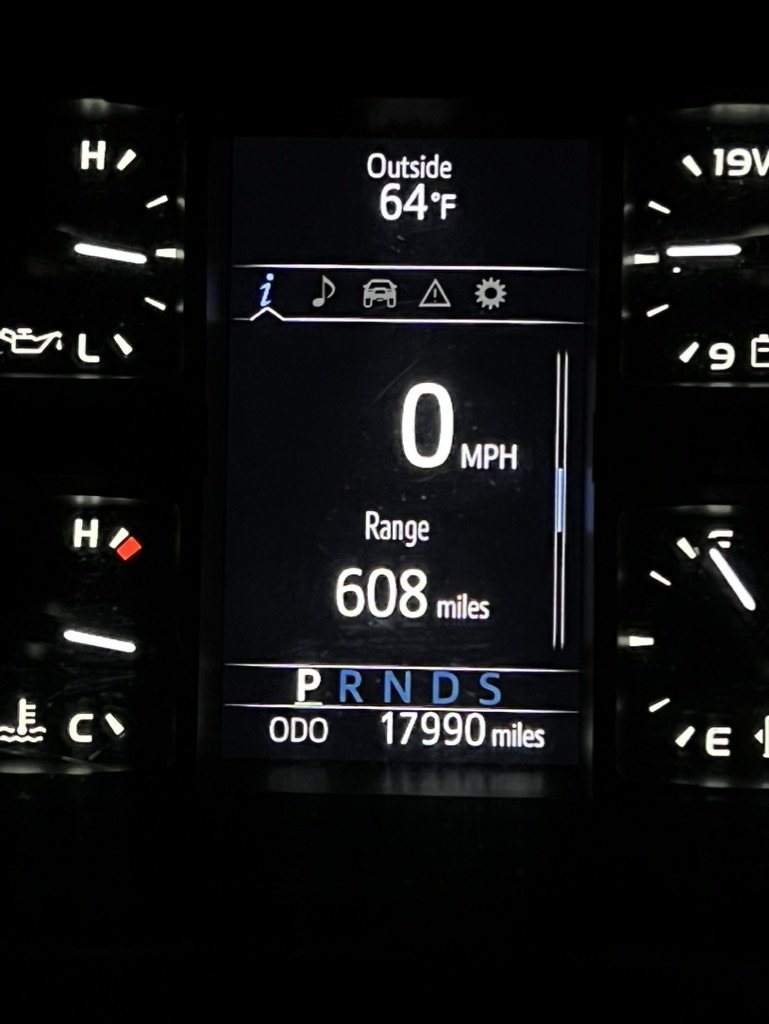 Outside
64°F
H
19V
i
L
9
0 MPH
Range
H
608 miles
P R N D S
C
E
ODO 17990 miles